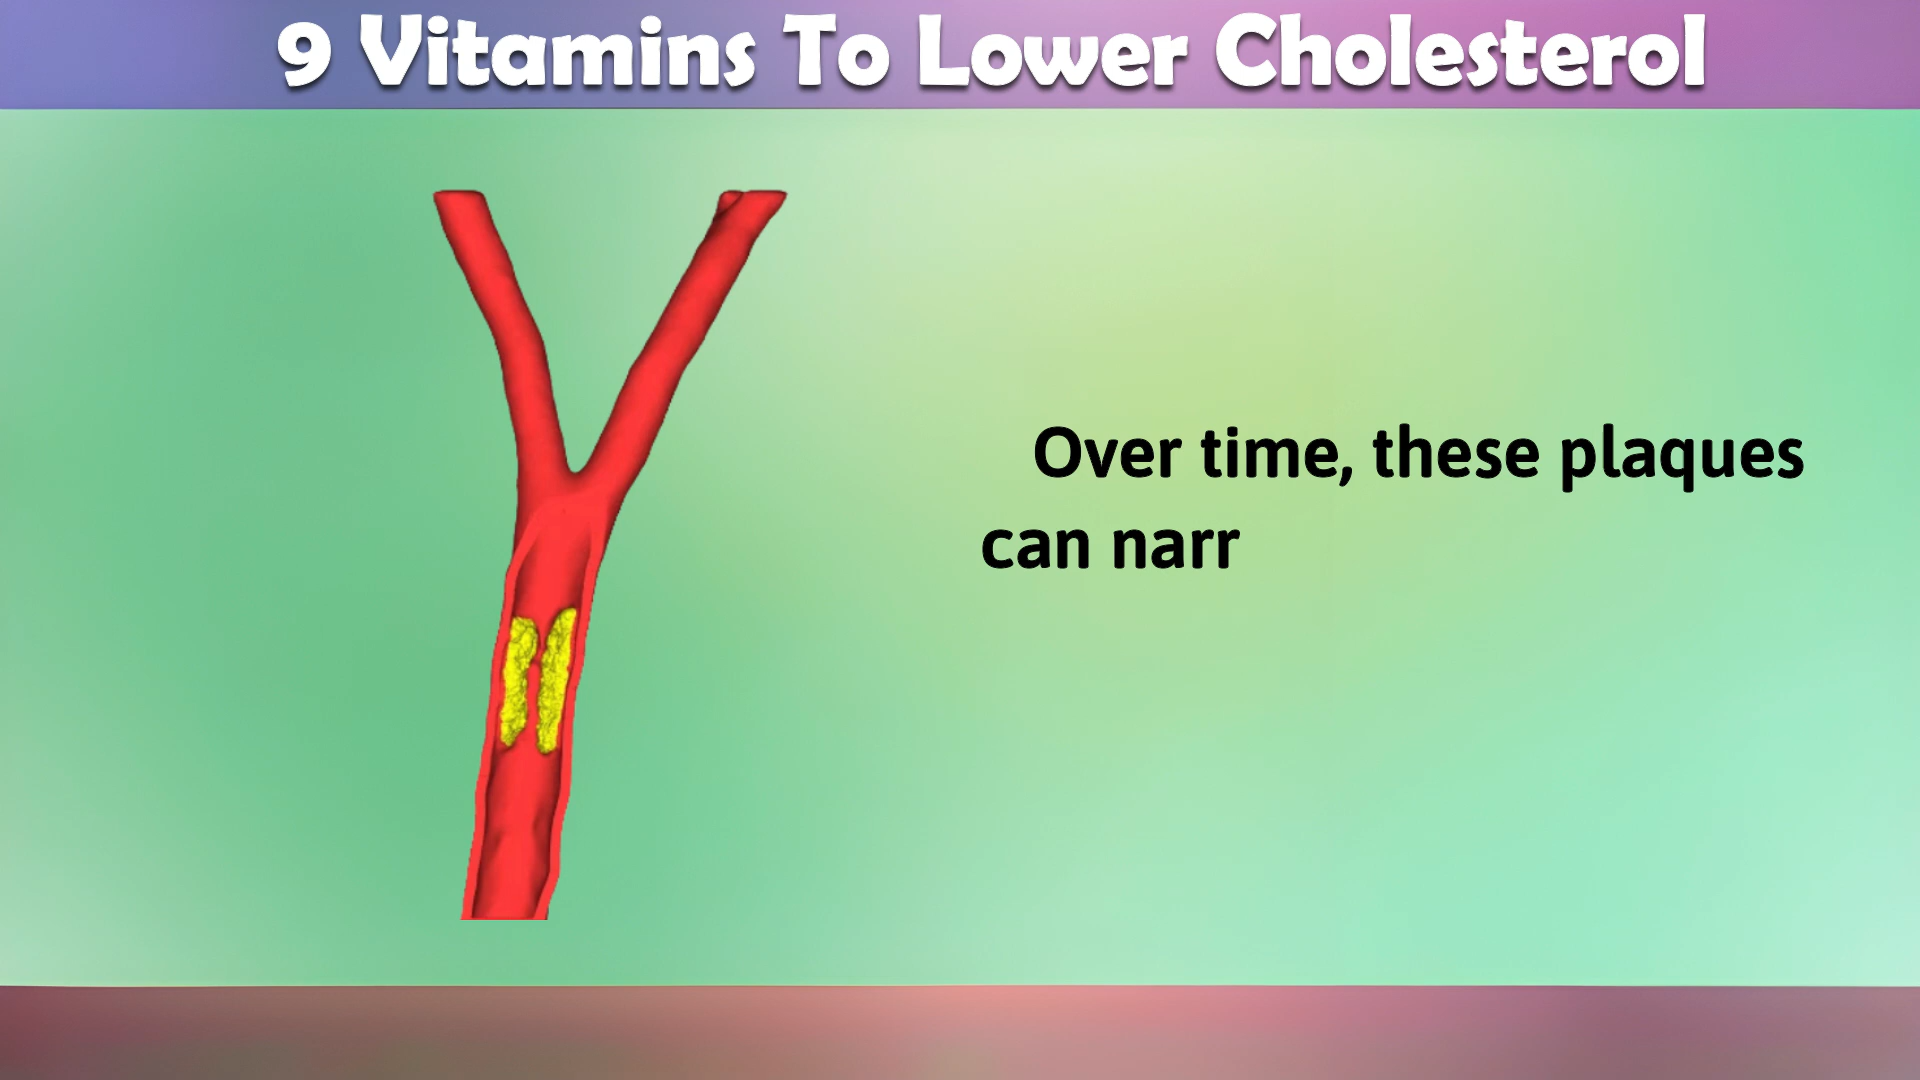 9 Vitamins To Lower Cholesterol
Over time, these plaques
can narr